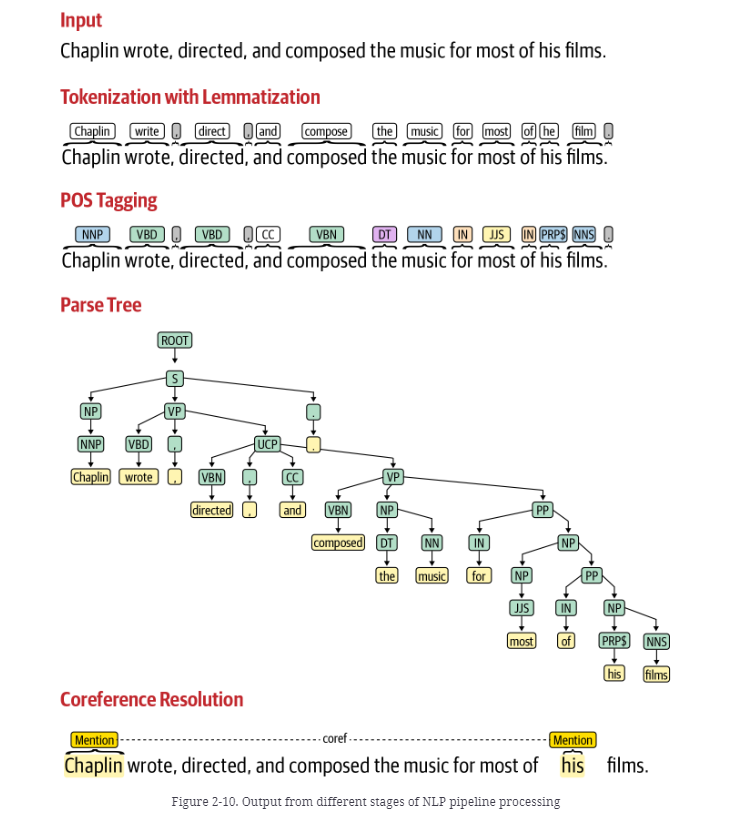 Input
Chaplin wrote, directed, and composed the music for most of his films.
Tokenization with Lemmatization
Chaplin write , direct , and compose the music for most of he film .
Chaplin wrote, directed, and composed the music for most of his films.
POS Tagging
NNP VBD , VBD , CC VBN DT NN IN JJS IN PRP$ NNS .
Chaplin wrote, directed, and composed the music for most of his films.
Parse Tree
ROOT
S
NP VP .
NNP VBD , UCP .
Chaplin wrote , VBN , CC VP
directed , and VBN NP PP
composed DT NN IN NP
the music for NP PP
JJS IN NP
most of PRP$ NNS
his films
Coreference Resolution
Mention coref Mention
Chaplin wrote, directed, and composed the music for most of his films.
Figure 2-10. Output from different stages of NLP pipeline processing